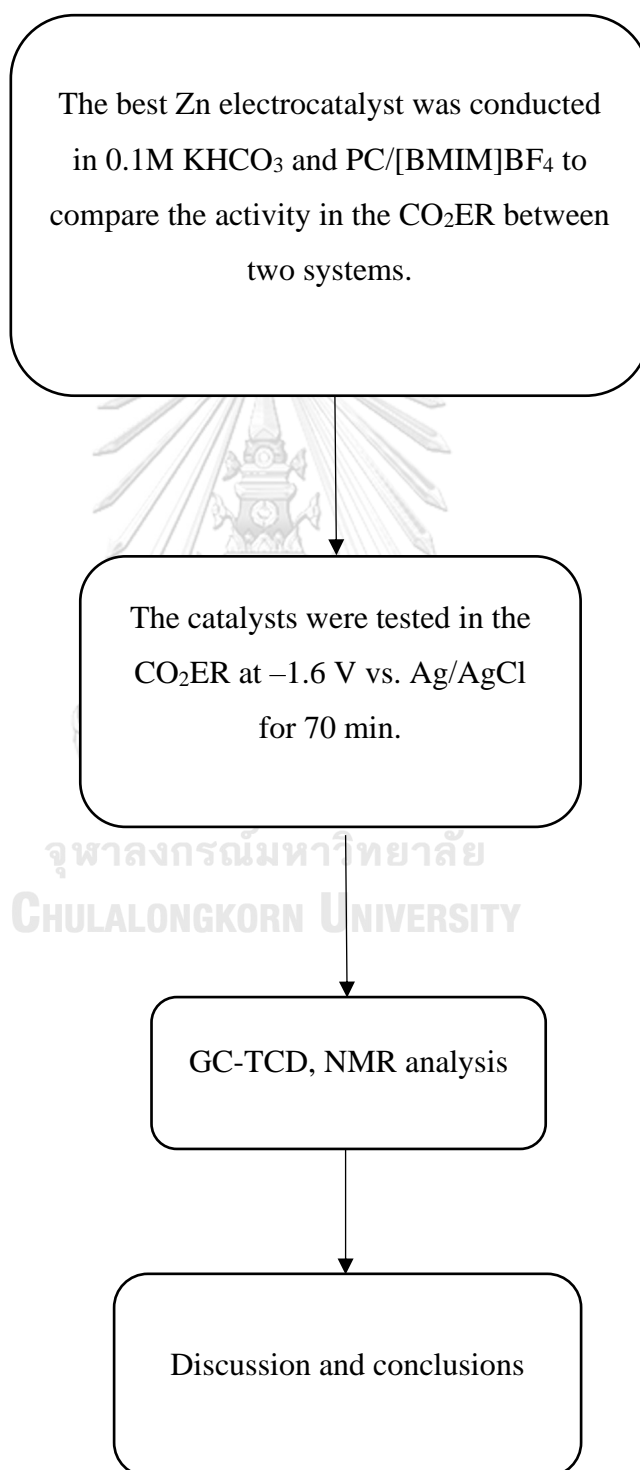 The best Zn electrocatalyst was conducted
in 0.1M KHCO₃ and PC/[BMIM]BF₄ to
compare the activity in the CO₂ER between
two systems.
The catalysts were tested in the
CO₂ER at –1.6 V vs. Ag/AgCl
for 70 min.
จุฬาลงกรณ์มหาวิทยาลัย
CHULALONGKORN UNIVERSITY
GC-TCD, NMR analysis
Discussion and conclusions